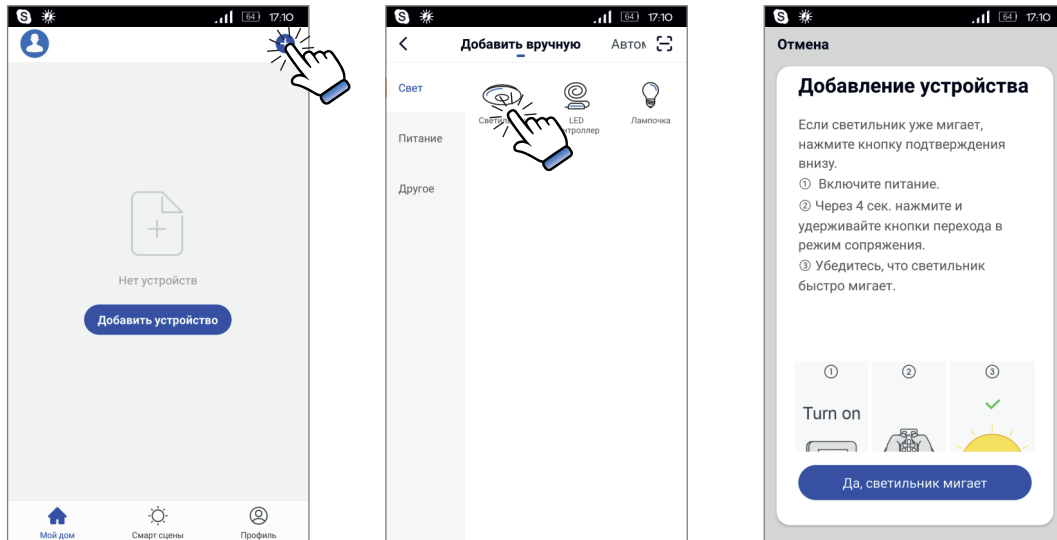 64 17:10
Нет устройств
Добавить устройство
Мой дом
Смарт сцены
Профиль
64 17:10
Добавить вручную
Свет
LED
Лампочка
Питание
Другое
64 17:10
Отмена
Добавление устройства
Если светильник уже мигает,
нажмите кнопку подтверждения
внизу.
① Включите питание.
② Через 4 сек. нажмите и
удерживайте кнопки перехода в
режим сопряжения.
③ Убедитесь, что светильник
быстро мигает.
① ② ③
Turn on
Да, светильник мигает